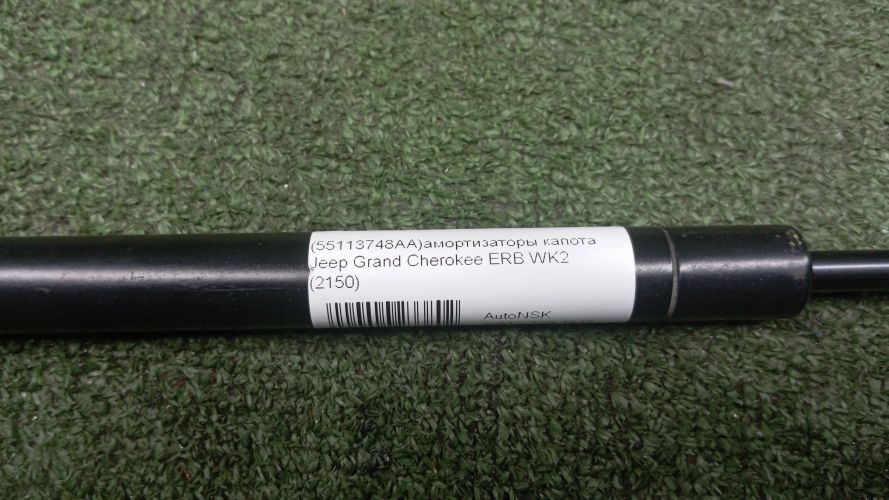 (55113748AA)амортизаторы капота
Jeep Grand Cherokee ERB WK2
(2150)
AutoNSK